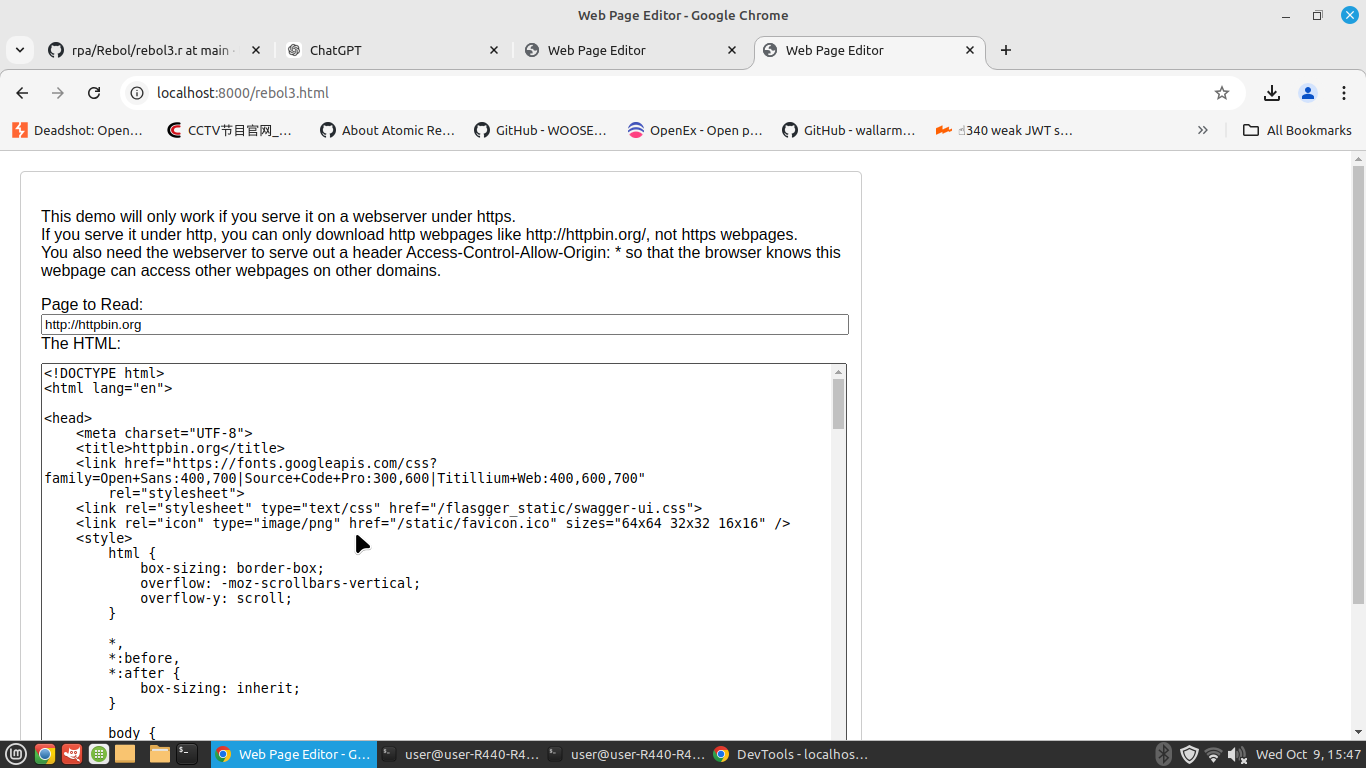 Web Page Editor - Google Chrome
rpa/Rebol/rebol3.r at main
ChatGPT
Web Page Editor
Web Page Editor
localhost:8000/rebol3.html
Deadshot: Open…
CCTV节目官网_…
About Atomic Re…
GitHub - WOOSE…
OpenEx - Open p…
GitHub - wallarm…
340 weak JWT s…
All Bookmarks
This demo will only work if you serve it on a webserver under https.
If you serve it under http, you can only download http webpages like http://httpbin.org/, not https webpages.
You also need the webserver to serve out a header Access-Control-Allow-Origin: * so that the browser knows this
webpage can access other webpages on other domains.
Page to Read:
http://httpbin.org
The HTML:
<!DOCTYPE html>
<html lang="en">
<head>
    <meta charset="UTF-8">
    <title>httpbin.org</title>
    <link href="https://fonts.googleapis.com/css?
family=Open+Sans:400,700|Source+Code+Pro:300,600|Titillium+Web:400,600,700"
        rel="stylesheet">
    <link rel="stylesheet" type="text/css" href="/flasgger_static/swagger-ui.css">
    <link rel="icon" type="image/png" href="/static/favicon.ico" sizes="64x64 32x32 16x16" />
    <style>
        html {
            box-sizing: border-box;
            overflow: -moz-scrollbars-vertical;
            overflow-y: scroll;
        }
        *,
        *:before,
        *:after {
            box-sizing: inherit;
        }
        body {
Web Page Editor - G…
user@user-R440-R4…
user@user-R440-R4…
DevTools - localhos…
Wed Oct 9, 15:47